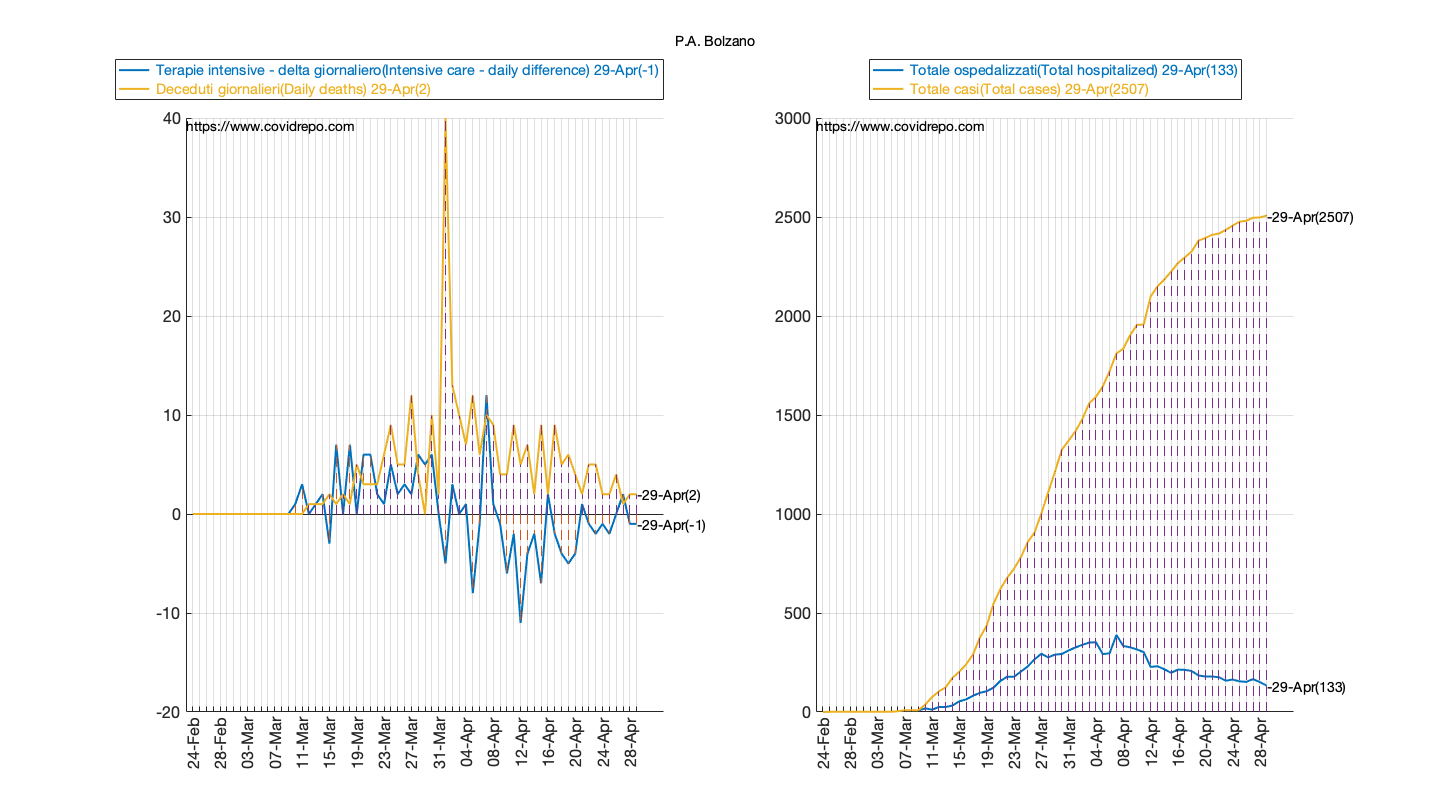 P.A. Bolzano
Terapie intensive - delta giornaliero(Intensive care - daily difference) 29-Apr(-1)
Deceduti giornalieri(Daily deaths) 29-Apr(2)
https://www.covidrepo.com
40
30
20
10
0
-10
-20
-29-Apr(2)
-29-Apr(-1)
24-Feb
28-Feb
03-Mar
07-Mar
11-Mar
15-Mar
19-Mar
23-Mar
27-Mar
31-Mar
04-Apr
08-Apr
12-Apr
16-Apr
20-Apr
24-Apr
28-Apr
Totale ospedalizzati(Total hospitalized) 29-Apr(133)
Totale casi(Total cases) 29-Apr(2507)
https://www.covidrepo.com
3000
2500
2000
1500
1000
500
0
-29-Apr(2507)
-29-Apr(133)
24-Feb
28-Feb
03-Mar
07-Mar
11-Mar
15-Mar
19-Mar
23-Mar
27-Mar
31-Mar
04-Apr
08-Apr
12-Apr
16-Apr
20-Apr
24-Apr
28-Apr